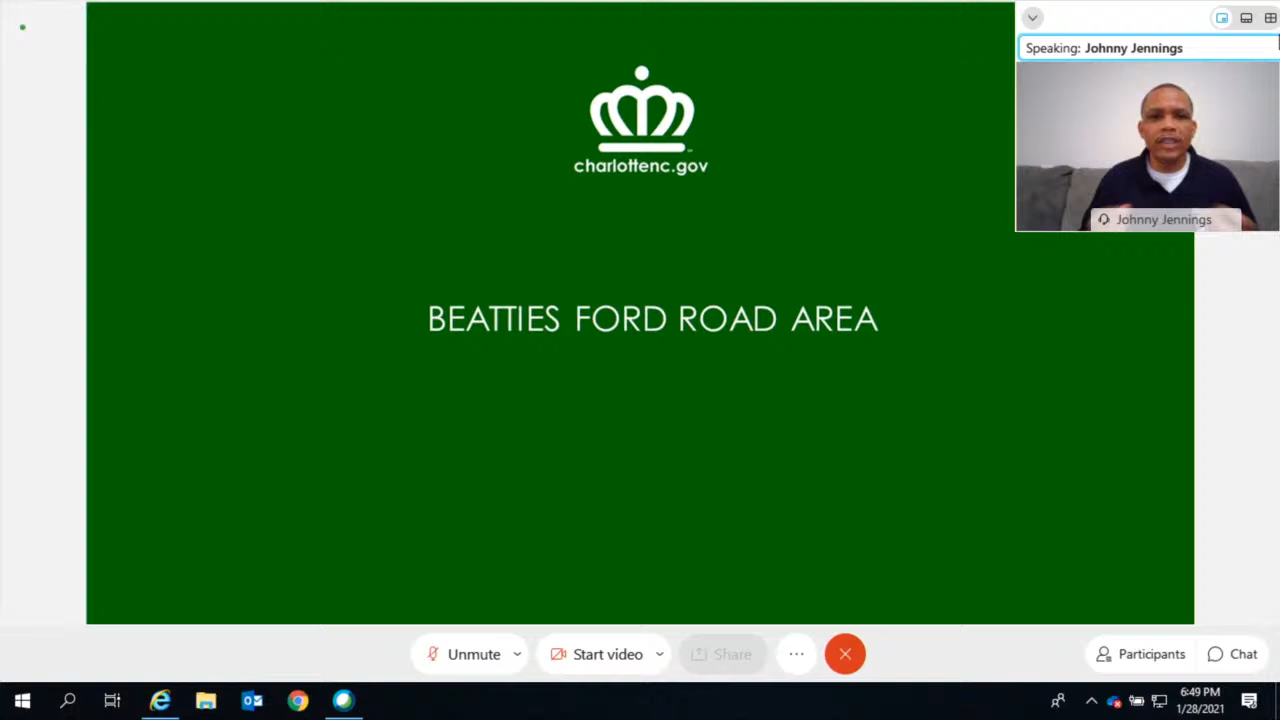 Speaking: Johnny Jennings
charlottenc.gov
Johnny Jennings
BEATTIES FORD ROAD AREA
Unmute
Start video
Share
Participants
Chat
6:49 PM
1/28/2021